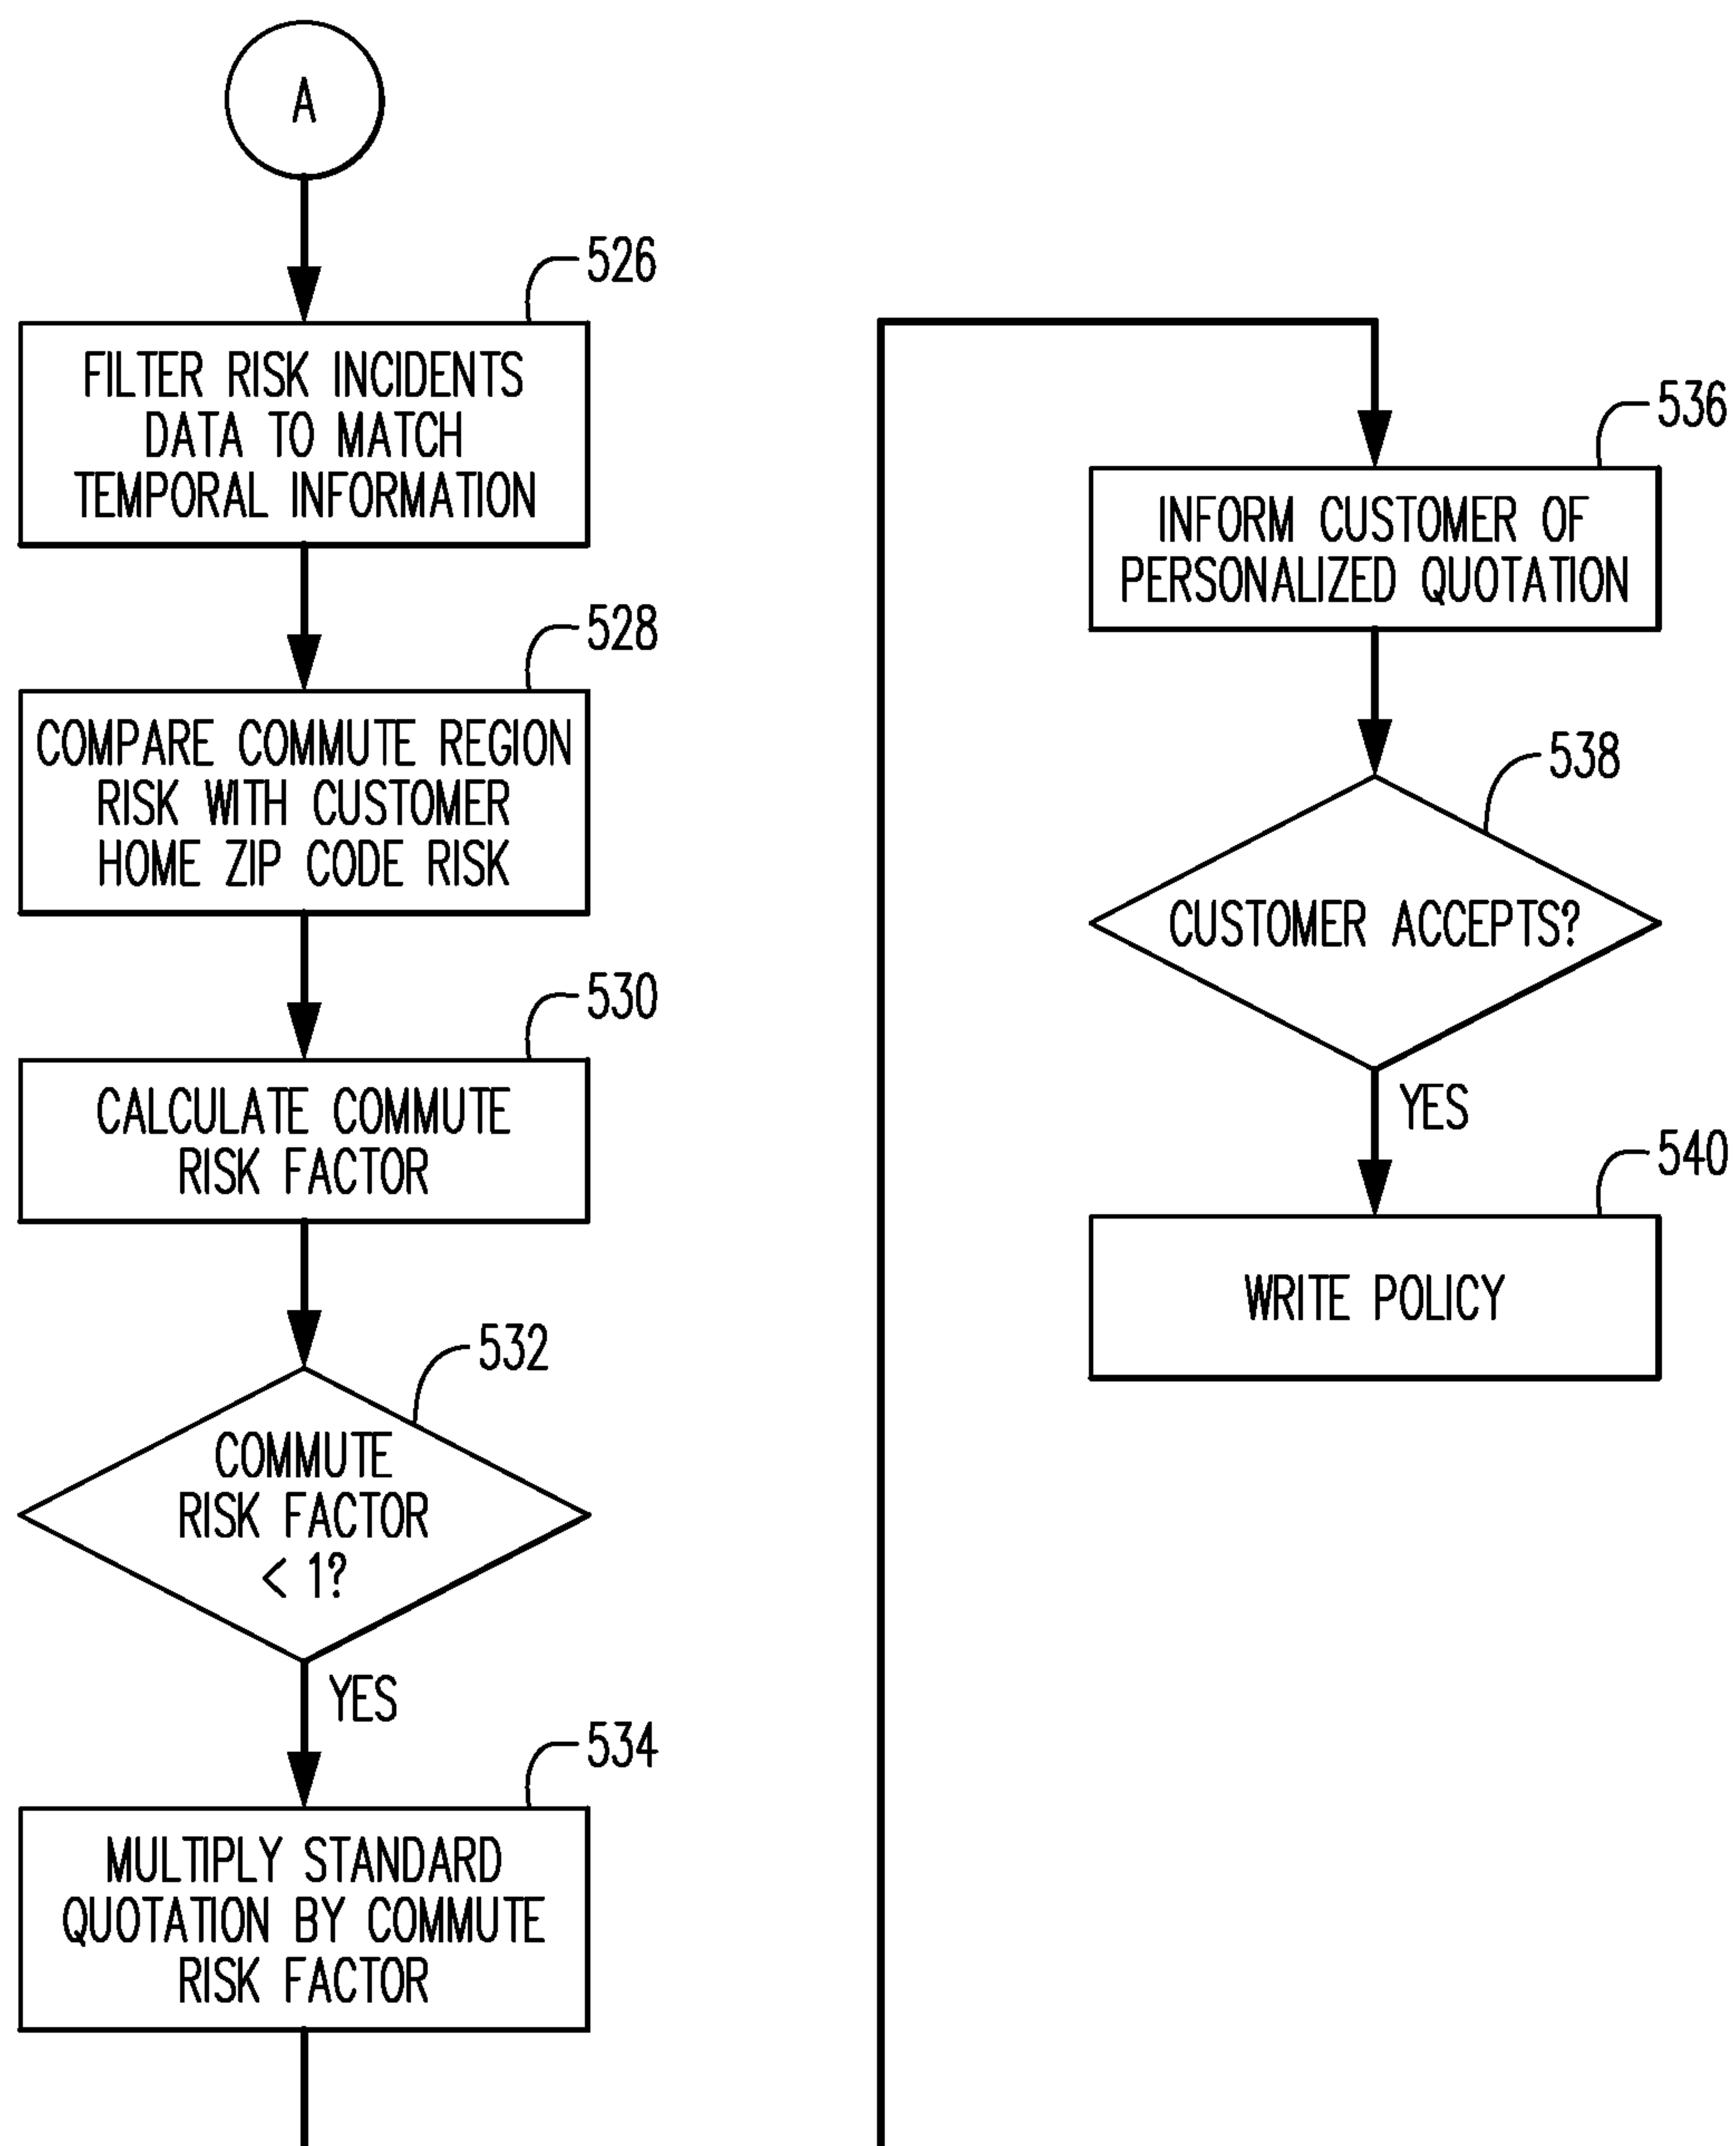 A
526
FILTER RISK INCIDENTS
DATA TO MATCH
TEMPORAL INFORMATION
528
COMPARE COMMUTE REGION
RISK WITH CUSTOMER
HOME ZIP CODE RISK
530
CALCULATE COMMUTE
RISK FACTOR
532
COMMUTE
RISK FACTOR
< 1?
YES
534
MULTIPLY STANDARD
QUOTATION BY COMMUTE
RISK FACTOR
536
INFORM CUSTOMER OF
PERSONALIZED QUOTATION
538
CUSTOMER ACCEPTS?
YES
540
WRITE POLICY